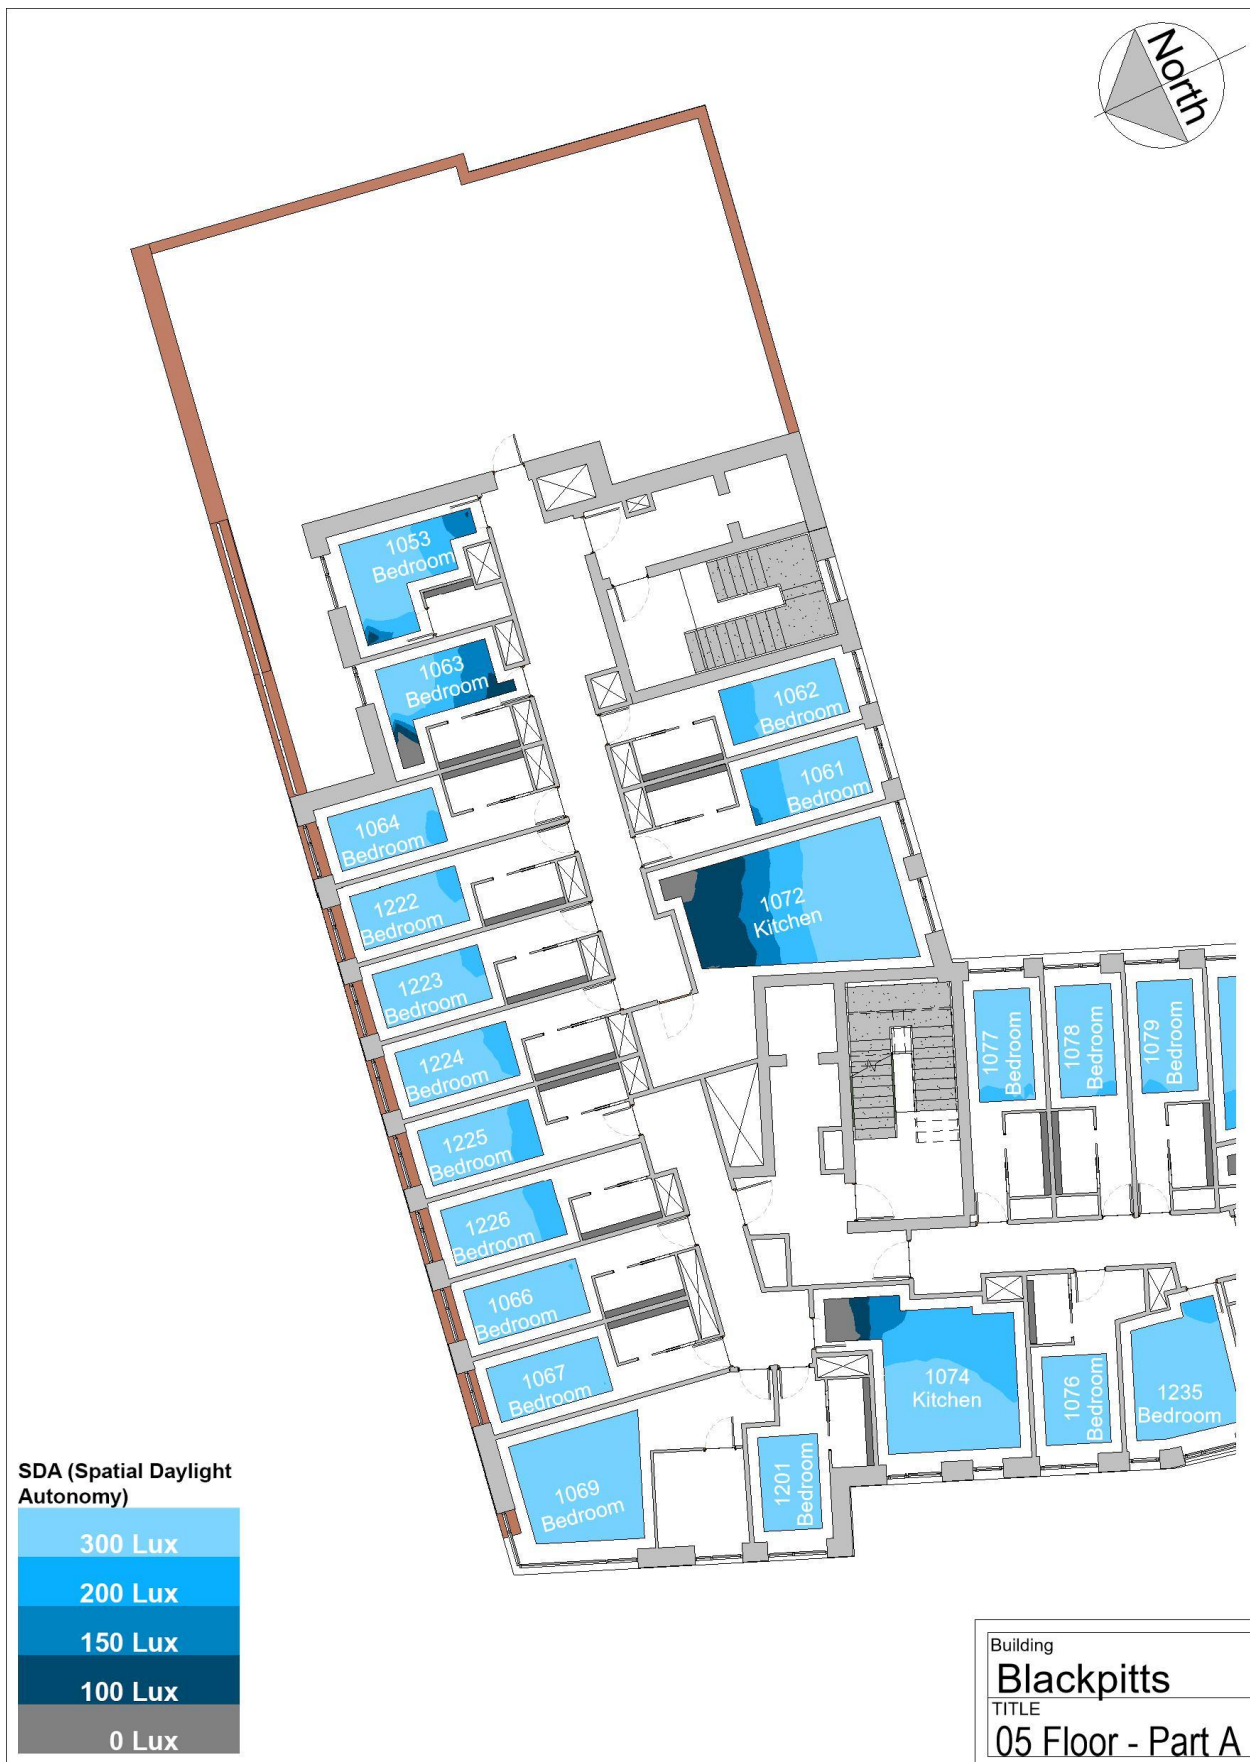 North
1053
Bedroom
1063
Bedroom
1062
Bedroom
1061
Bedroom
1064
Bedroom
1072
Kitchen
1222
Bedroom
1223
Bedroom
1224
Bedroom
1077
Bedroom
1078
Bedroom
1079
Bedroom
1225
Bedroom
1226
Bedroom
1066
Bedroom
1067
Bedroom
1074
Kitchen
1076
Bedroom
1235
Bedroom
1069
Bedroom
1201
Bedroom
SDA (Spatial Daylight
Autonomy)
300 Lux
200 Lux
150 Lux
100 Lux
0 Lux
Building
Blackpitts
TITLE
05 Floor - Part A